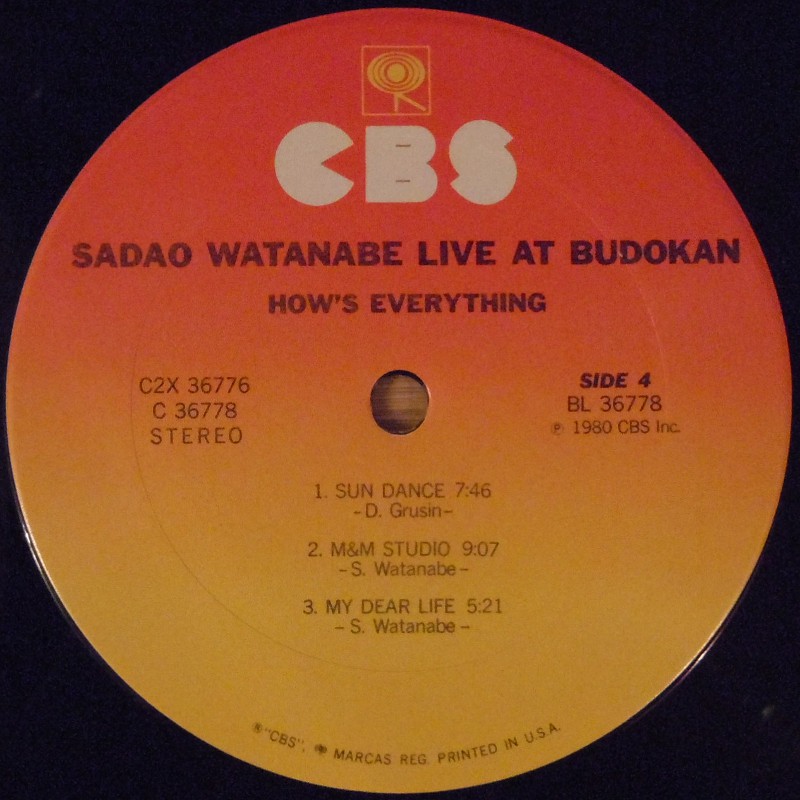 CBS
SADAO WATANABE LIVE AT BUDOKAN
HOW'S EVERYTHING
C2X 36776
C 36778
STEREO
SIDE 4
BL 36778
℗ 1980 CBS Inc.
1. SUN DANCE 7:46
-D. Grusin-
2. M&M STUDIO 9:07
-S. Watanabe-
3. MY DEAR LIFE 5:21
- S. Watanabe -
®"CBS", MARCAS REG. PRINTED IN U.S.A.